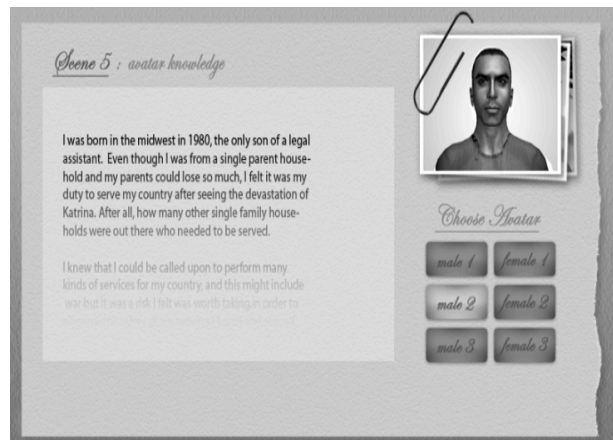 Scene 5 : avatar knowledge
I was born in the midwest in 1980, the only son of a legal
assistant. Even though I was from a single parent house-
hold and my parents could lose so much, I felt it was my
duty to serve my country after seeing the devastation of
Katrina. After all, how many other single family house-
holds were out there who needed to be served.
I knew that I could be called upon to perform many
kinds of services for my country, and this might include
war but it was a risk I felt was worth taking in order to
Choose Avatar
male 1 female 1
male 2 female 2
male 3 female 3